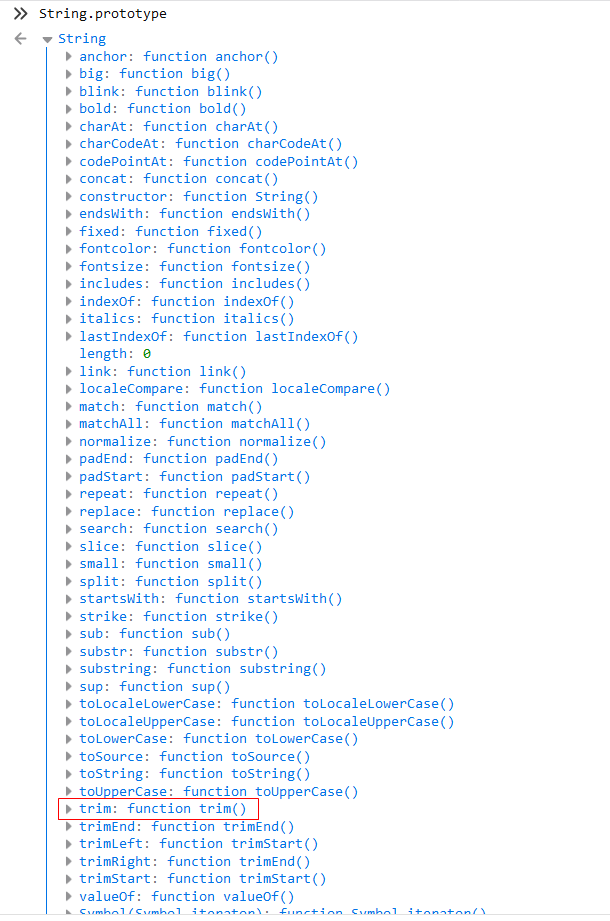 String.prototype
String
anchor: function anchor()
big: function big()
blink: function blink()
bold: function bold()
charAt: function charAt()
charCodeAt: function charCodeAt()
codePointAt: function codePointAt()
concat: function concat()
constructor: function String()
endsWith: function endsWith()
fixed: function fixed()
fontcolor: function fontcolor()
fontsize: function fontsize()
includes: function includes()
indexOf: function indexOf()
italics: function italics()
lastIndexOf: function lastIndexOf()
length: 0
link: function link()
localeCompare: function localeCompare()
match: function match()
matchAll: function matchAll()
normalize: function normalize()
padEnd: function padEnd()
padStart: function padStart()
repeat: function repeat()
replace: function replace()
search: function search()
slice: function slice()
small: function small()
split: function split()
startsWith: function startsWith()
strike: function strike()
sub: function sub()
substr: function substr()
substring: function substring()
sup: function sup()
toLocaleLowerCase: function toLocaleLowerCase()
toLocaleUpperCase: function toLocaleUpperCase()
toLowerCase: function toLowerCase()
toSource: function toSource()
toString: function toString()
toUpperCase: function toUpperCase()
trim: function trim()
trimEnd: function trimEnd()
trimLeft: function trimStart()
trimRight: function trimEnd()
trimStart: function trimStart()
valueOf: function valueOf()
Symbol(Symbol.iterator): function Symbol.iterator()